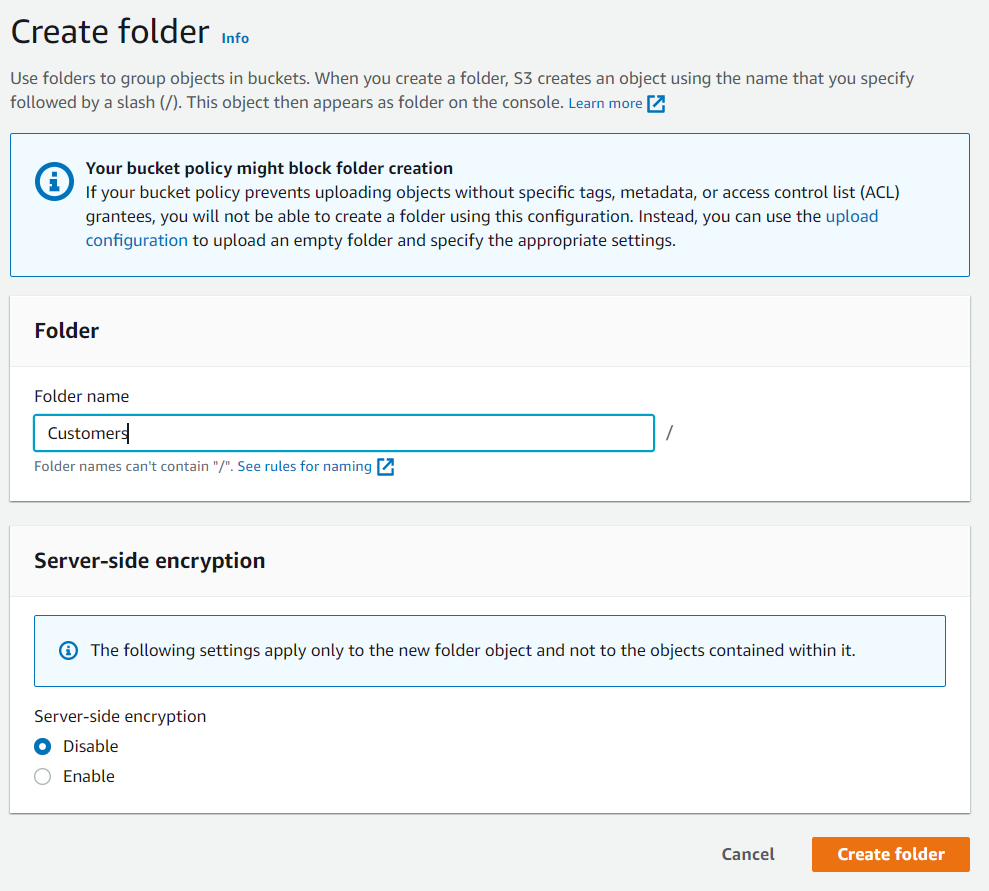 Create folder Info
Use folders to group objects in buckets. When you create a folder, S3 creates an object using the name that you specify
followed by a slash (/). This object then appears as folder on the console. Learn more
Your bucket policy might block folder creation
If your bucket policy prevents uploading objects without specific tags, metadata, or access control list (ACL)
grantees, you will not be able to create a folder using this configuration. Instead, you can use the upload
configuration to upload an empty folder and specify the appropriate settings.
Folder
Folder name
Customers /
Folder names can't contain "/". See rules for naming
Server-side encryption
The following settings apply only to the new folder object and not to the objects contained within it.
Server-side encryption
Disable
Enable
Cancel Create folder